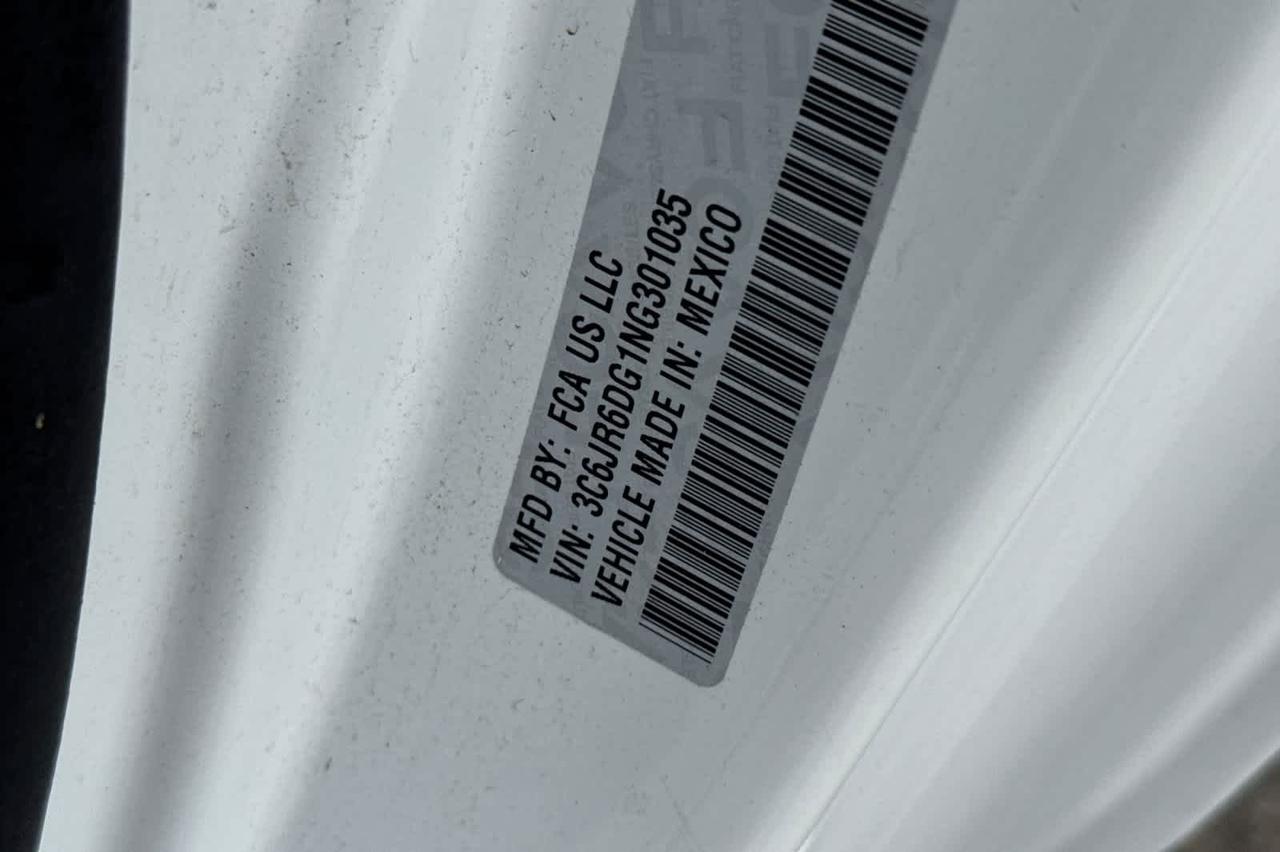 MFD BY: FCA US LLC
VIN: 3C6JR6DG1NG301035
VEHICLE MADE IN: MEXICO